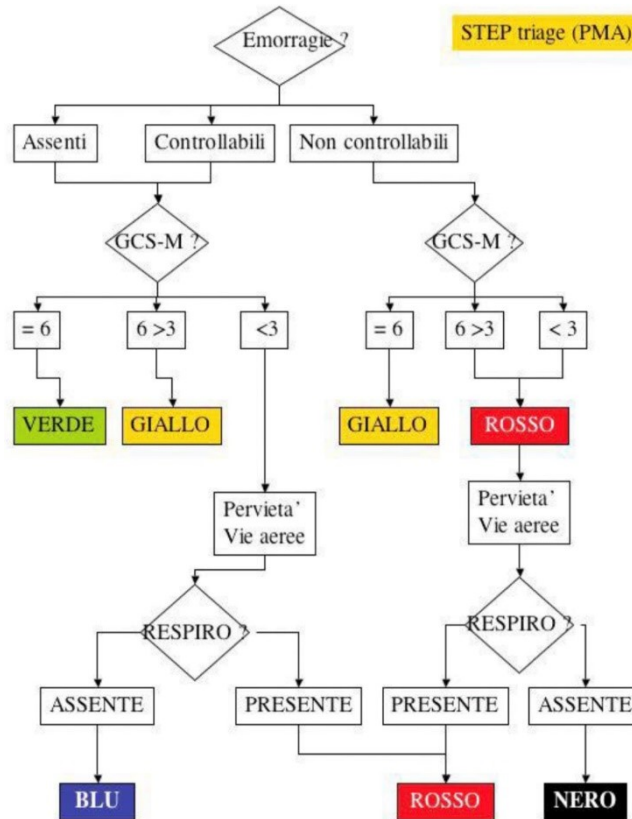 Emorragie ?
STEP triage (PMA)
Assenti
Controllabili
Non controllabili
GCS-M ?
GCS-M ?
= 6
6 >3
<3
= 6
6 >3
< 3
VERDE
GIALLO
GIALLO
ROSSO
Pervieta'
Vie aeree
Pervieta'
Vie aeree
RESPIRO ?
RESPIRO ?
ASSENTE
PRESENTE
PRESENTE
ASSENTE
BLU
ROSSO
NERO